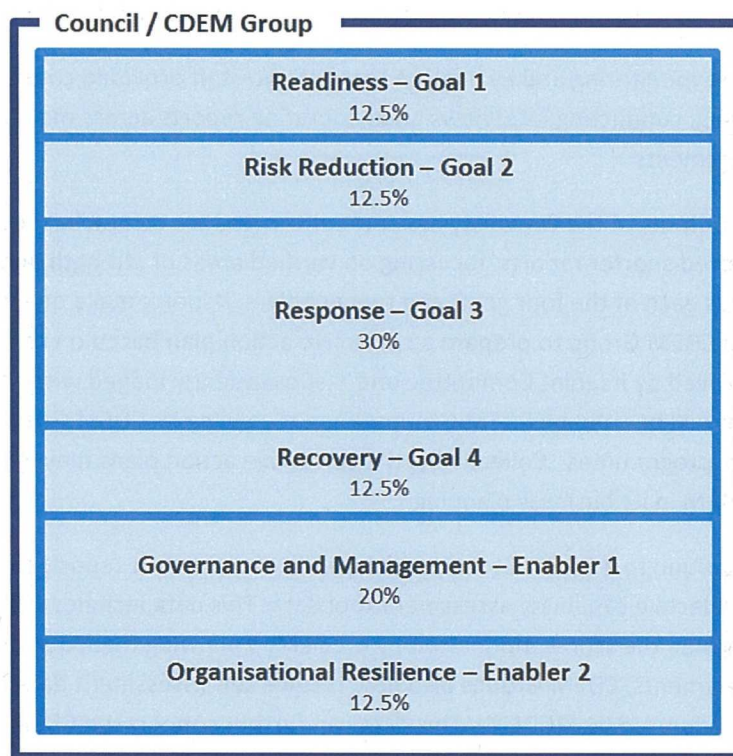 Council / CDEM Group
Readiness – Goal 1
12.5%
Risk Reduction – Goal 2
12.5%
Response – Goal 3
30%
Recovery – Goal 4
12.5%
Governance and Management – Enabler 1
20%
Organisational Resilience – Enabler 2
12.5%